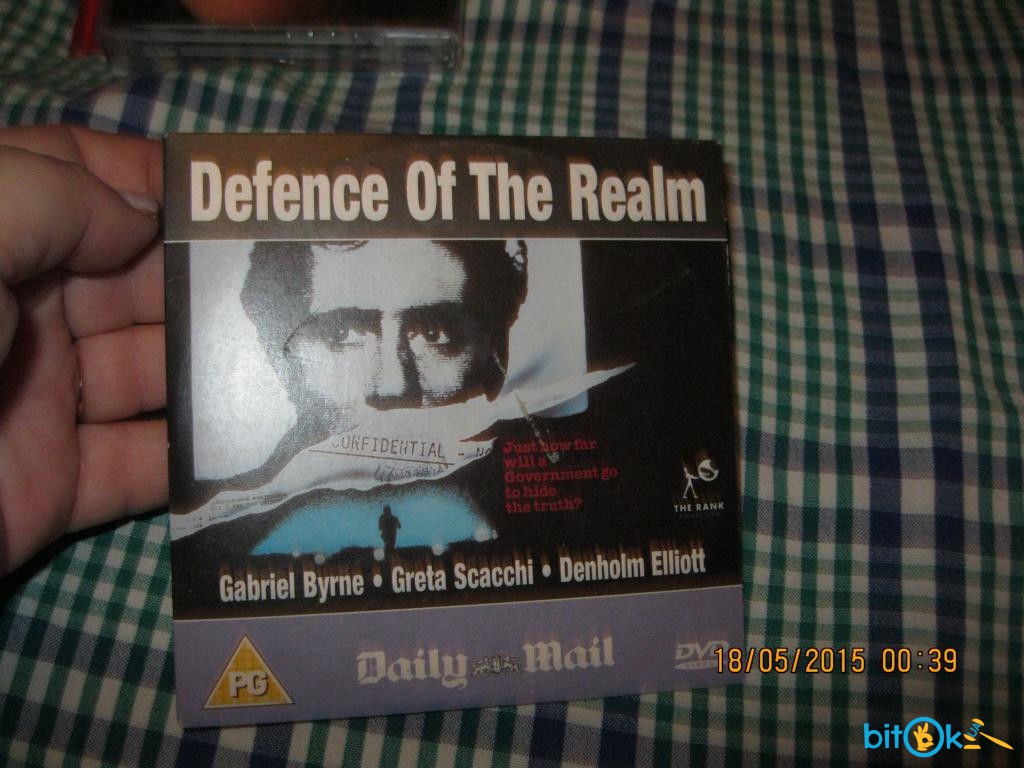 Defence Of The Realm
CONFIDENTIAL
Just how far
will a
Government go
to hide
the truth?
THE RANK
Gabriel Byrne • Greta Scacchi • Denholm Elliott
PG
Daily Mail
DVD
18/05/2015 00:39
bitok
UA